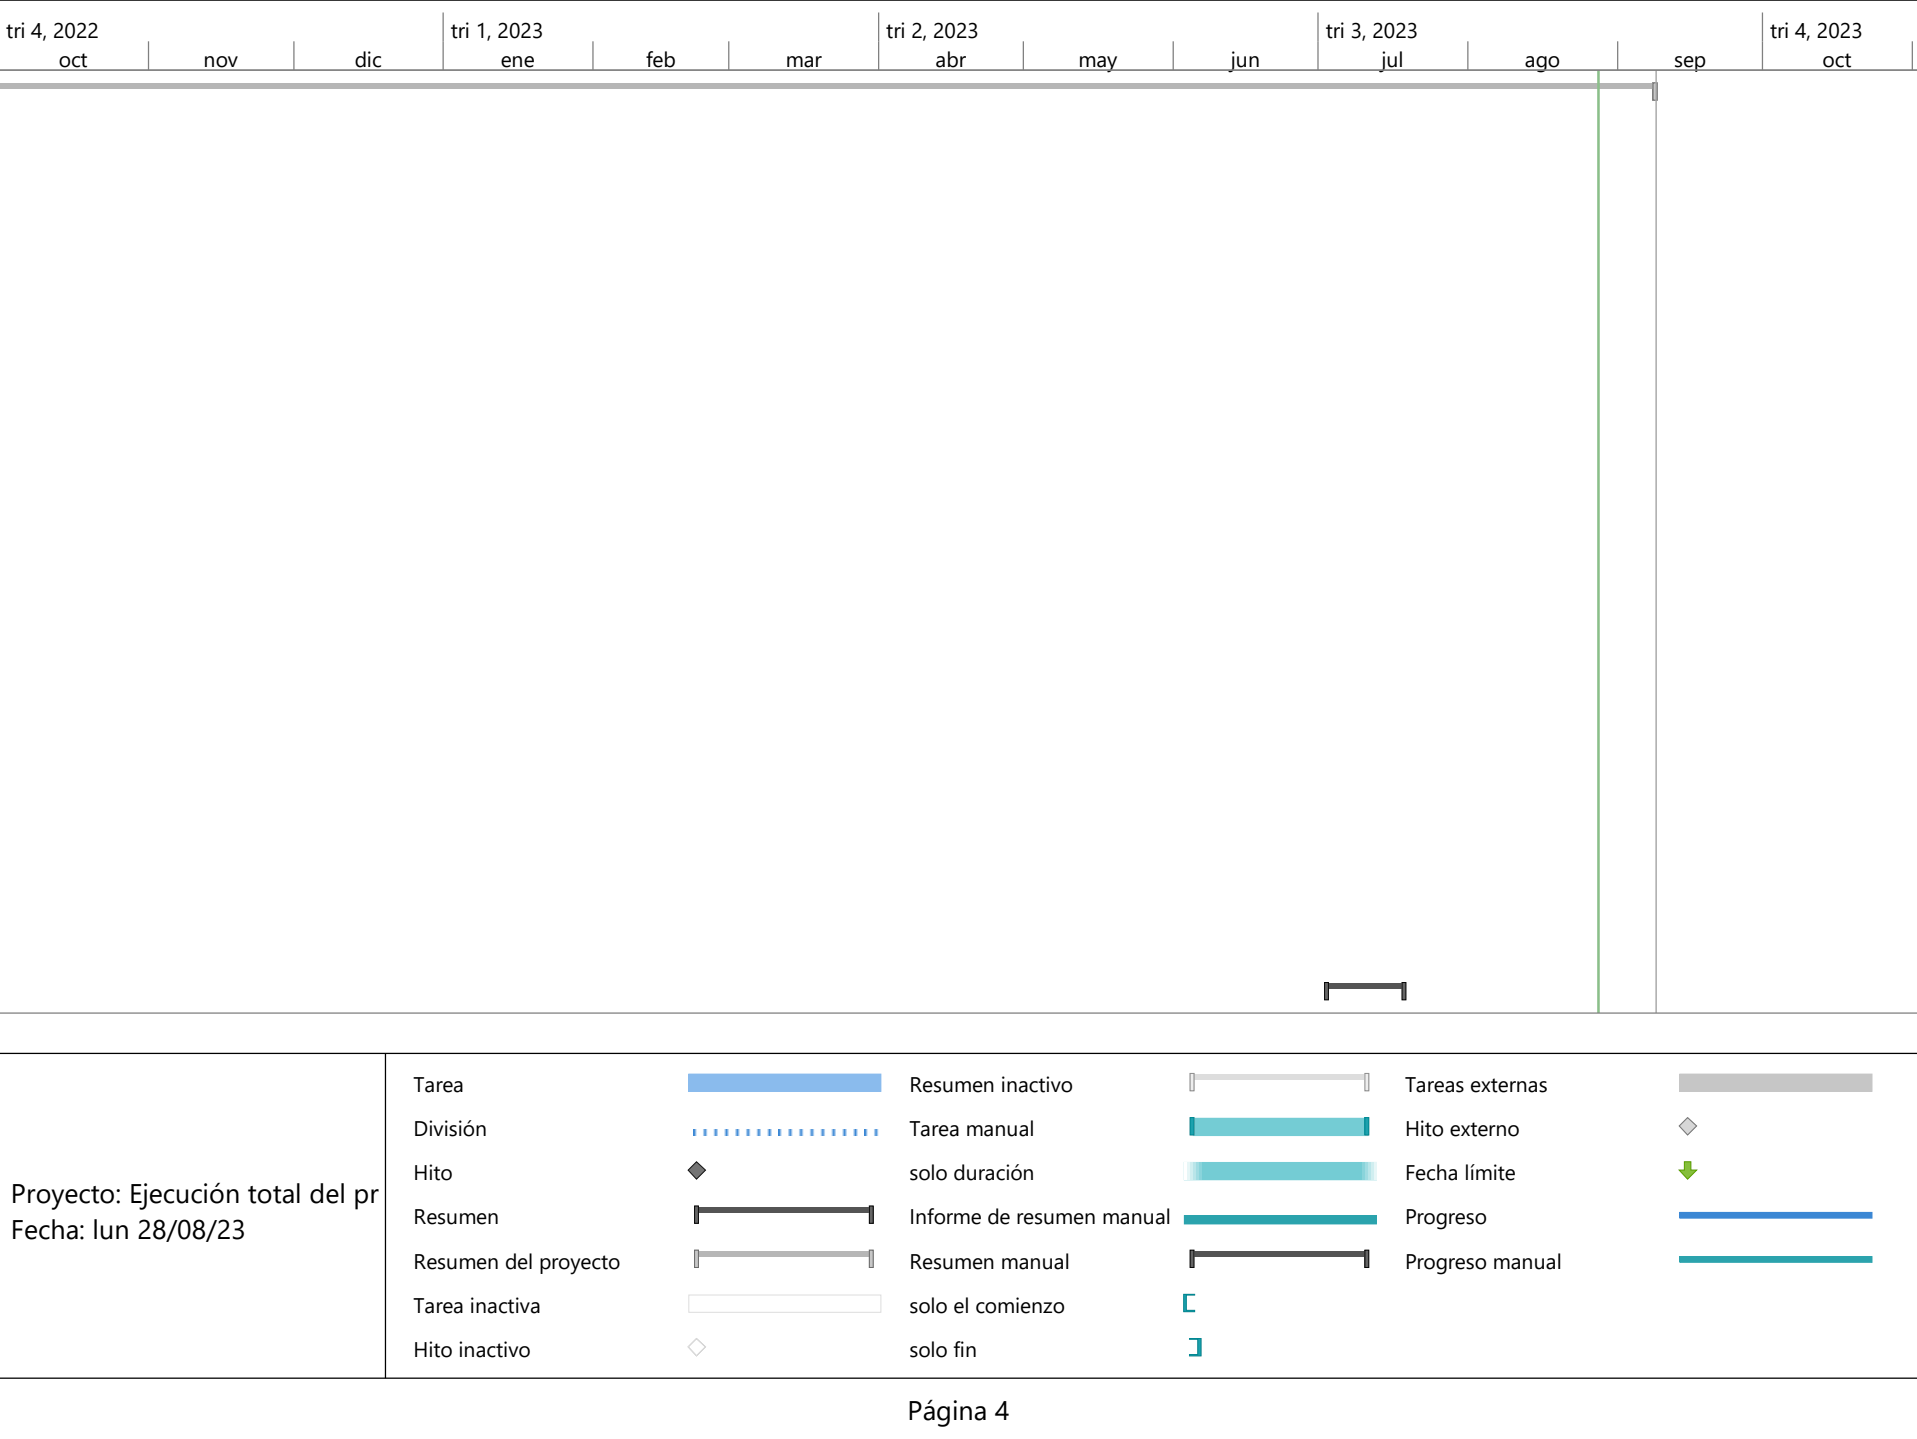 tri 4, 2022 tri 1, 2023 tri 2, 2023 tri 3, 2023 tri 4, 2023
oct nov dic ene feb mar abr may jun jul ago sep oct
Tarea Resumen inactivo Tareas externas
División Tarea manual Hito externo
Hito solo duración Fecha límite
Proyecto: Ejecución total del pr
Fecha: lun 28/08/23
Resumen Informe de resumen manual Progreso
Resumen del proyecto Resumen manual Progreso manual
Tarea inactiva solo el comienzo
Hito inactivo solo fin
Página 4